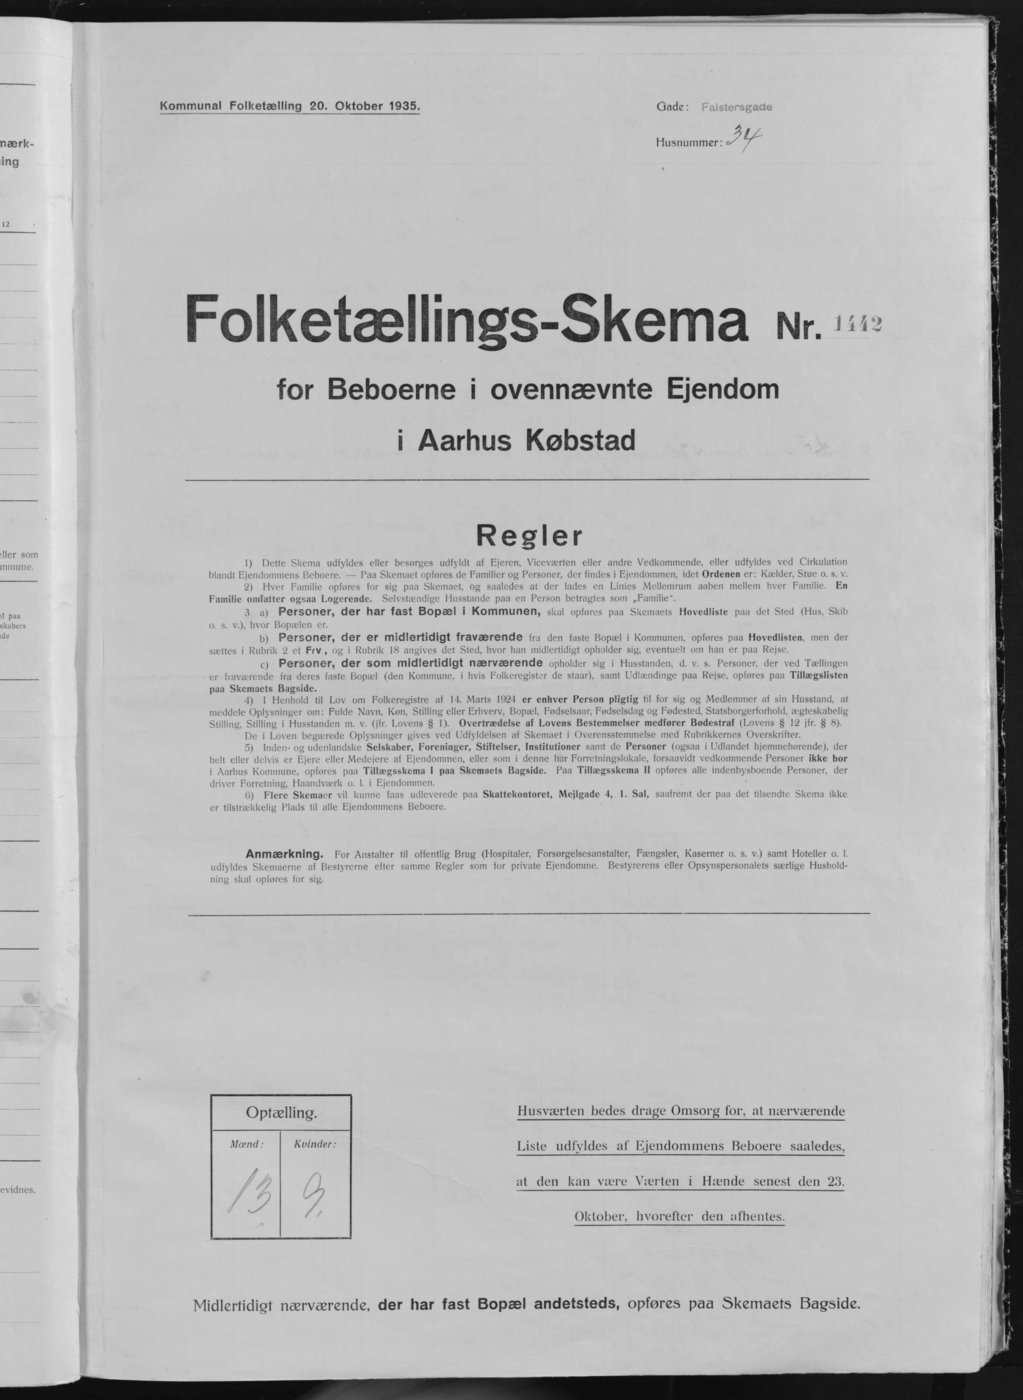 nærk-
ing
12
eller som
mmune.
el paa
skabers
de
evidnes.
Kommunal Folketælling 20. Oktober 1935.
Gade: Falstersgade
Husnummer: 34
Folketællings-Skema Nr. 1442
for Beboerne i ovennævnte Ejendom
i Aarhus Købstad
Regler
1) Dette Skema udfyldes eller besørges udfyldt af Ejeren, Viceværten eller andre Vedkommende, eller udfyldes ved Cirkulation
blandt Ejendommens Beboere. — Paa Skemaet opføres de Familier og Personer, der findes i Ejendommen, idet Ordenen er: Kælder, Stue o. s. v.
2) Hver Familie opføres for sig paa Skemaet, og saaledes at der lades en Linies Mellemrum aaben mellem hver Familie. En
Familie omfatter ogsaa Logerende. Selvstændige Husstande paa en Person betragtes som „Familie“.
3 a) Personer, der har fast Bopæl i Kommunen, skal opføres paa Skemaets Hovedliste paa det Sted (Hus, Skib
o. s. v.), hvor Bopælen er.
b) Personer, der er midlertidigt fraværende fra den faste Bopæl i Kommunen, opføres paa Hovedlisten, men der
sættes i Rubrik 2 et Frv, og i Rubrik 18 angives det Sted, hvor han midlertidigt opholder sig, eventuelt om han er paa Rejse.
c) Personer, der som midlertidigt nærværende opholder sig i Husstanden, d. v. s. Personer, der ved Tællingen
er fraværende fra deres faste Bopæl (den Kommune, i hvis Folkeregister de staar), samt Udlændinge paa Rejse, opføres paa Tillægslisten
paa Skemaets Bagside.
4) I Henhold til Lov om Folkeregistre af 14. Marts 1924 er enhver Person pligtig til for sig og Medlemmer af sin Husstand, at
meddele Oplysninger om: Fulde Navn, Køn, Stilling eller Erhverv, Bopæl, Fødselsaar, Fødselsdag og Fødested, Statsborgerforhold, ægteskabelig
Stilling, Stilling i Husstanden m. v. (jfr. Lovens § 1). Overtrædelse af Lovens Bestemmelser medfører Bødestraf (Lovens § 12 jfr. § 8).
De i Loven begærede Oplysninger gives ved Udfyldelsen af Skemaet i Overensstemmelse med Rubrikkernes Overskrifter.
5) Inden- og udenlandske Selskaber, Foreninger, Stiftelser, Institutioner samt de Personer (ogsaa i Udlandet hjemmehørende), der
helt eller delvis er Ejere eller Medejere af Ejendommen, eller som i denne har Forretningslokale, forsaavidt vedkommende Personer ikke bor
i Aarhus Kommune, opføres paa Tillægsskema I paa Skemaets Bagside. Paa Tillægsskema II opføres alle indenbysboende Personer, der
driver Forretning, Haandværk o. l. i Ejendommen.
6) Flere Skemaer vil kunne faas udleverede paa Skattekontoret, Mejlgade 4, 1. Sal, saafremt der paa det tilsendte Skema ikke
er tilstrækkelig Plads til alle Ejendommens Beboere.
Anmærkning. For Anstalter til offentlig Brug (Hospitaler, Forsørgelsesanstalter, Fængsler, Kaserner o. s. v.) samt Hoteller o. l.
udfyldes Skemaerne af Bestyrerne efter samme Regler som for private Ejendomme. Bestyrerens eller Opsynspersonalets særlige Hushold-
ning skal opføres for sig.
Optælling.
Mænd: Kvinder:
13 9.
Husværten bedes drage Omsorg for, at nærværende
Liste udfyldes af Ejendommens Beboere saaledes,
at den kan være Værten i Hænde senest den 23.
Oktober, hvorefter den afhentes.
Midlertidigt nærværende, der har fast Bopæl andetsteds, opføres paa Skemaets Bagside.